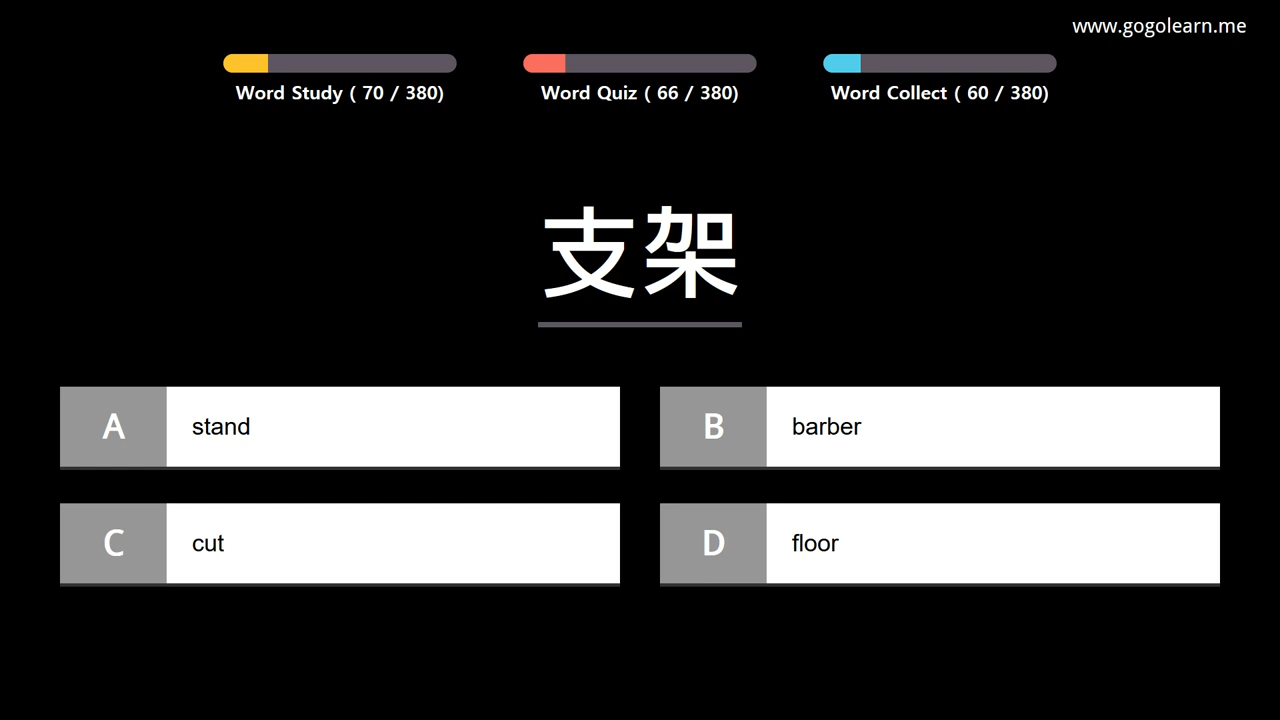 www.gogolearn.me
Word Study ( 70 / 380)
Word Quiz ( 66 / 380)
Word Collect ( 60 / 380)
支架
A stand
B barber
C cut
D floor